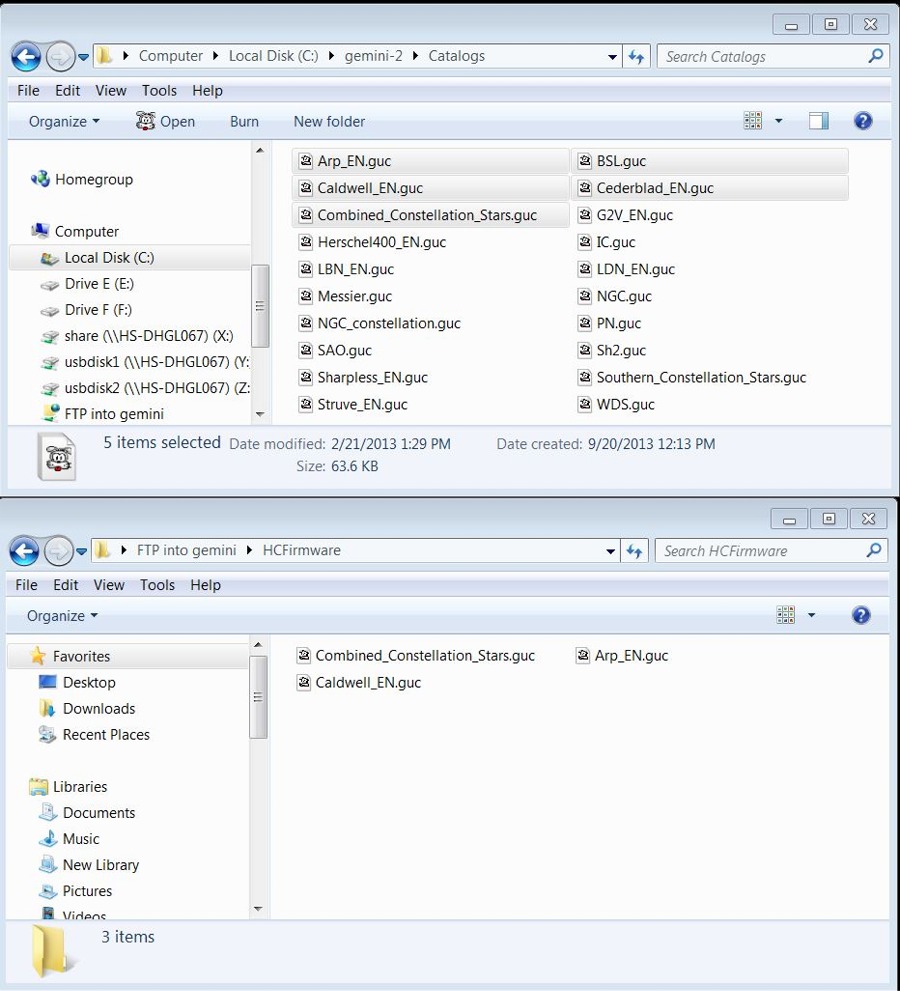 Computer Local Disk (C:) gemini-2 Catalogs Search Catalogs
File Edit View Tools Help
Organize Open Burn New folder
Homegroup
Computer
Local Disk (C:)
Drive E (E:)
Drive F (F:)
share (\\HS-DHGL067) (X:)
usbdisk1 (\\HS-DHGL067) (Y:
usbdisk2 (\\HS-DHGL067) (Z:
FTP into gemini
Arp_EN.guc BSL.guc
Caldwell_EN.guc Cederblad_EN.guc
Combined_Constellation_Stars.guc G2V_EN.guc
Herschel400_EN.guc IC.guc
LBN_EN.guc LDN_EN.guc
Messier.guc NGC.guc
NGC_constellation.guc PN.guc
SAO.guc Sh2.guc
Sharpless_EN.guc Southern_Constellation_Stars.guc
Struve_EN.guc WDS.guc
5 items selected Date modified: 2/21/2013 1:29 PM Date created: 9/20/2013 12:13 PM
Size: 63.6 KB
FTP into gemini HCFirmware Search HCFirmware
File Edit View Tools Help
Organize
Favorites
Desktop
Downloads
Recent Places
Libraries
Documents
Music
New Library
Pictures
Videos
Combined_Constellation_Stars.guc Arp_EN.guc
Caldwell_EN.guc
3 items